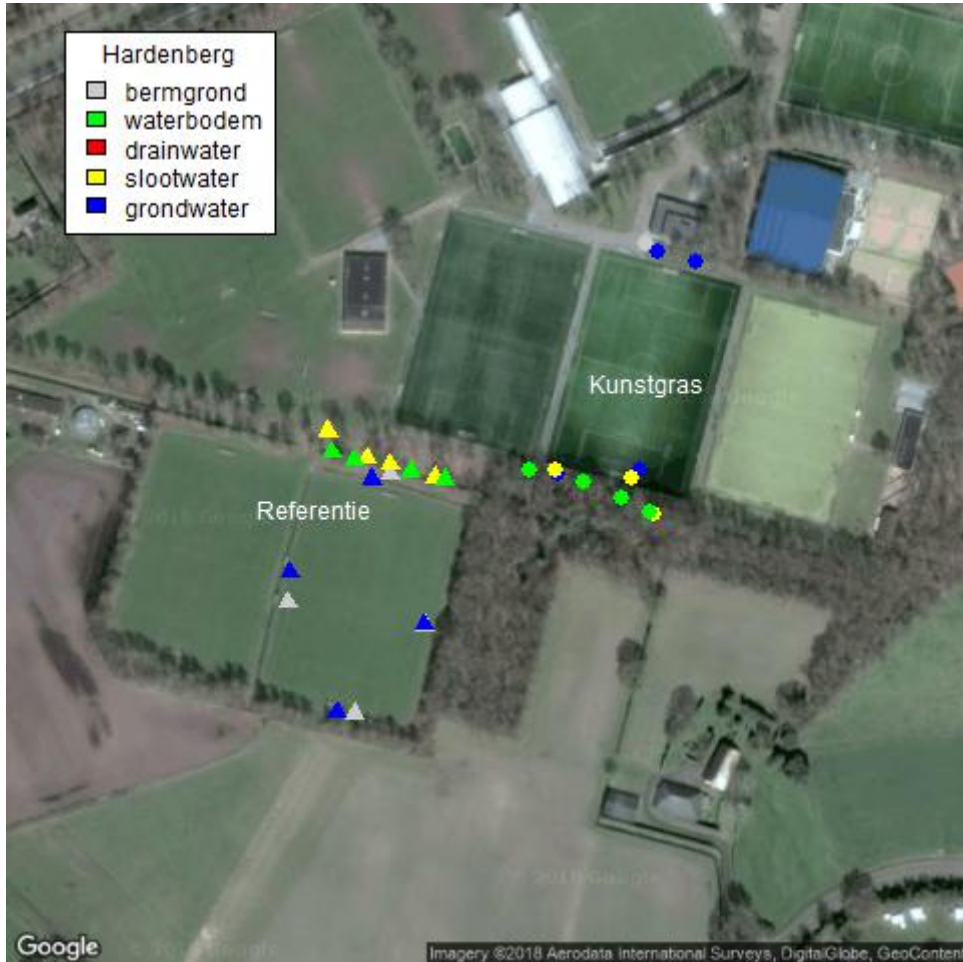 Hardenberg
bermgrond
waterbodem
drainwater
slootwater
grondwater
Kunstgras
Referentie
Google
Imagery ©2018 Aerodata International Surveys, DigitalGlobe, GeoContent